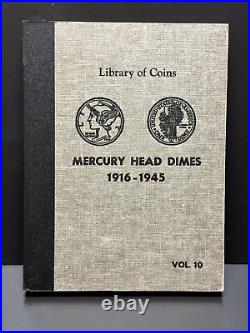 Library of Coins
MERCURY HEAD DIMES
1916-1945
VOL. 10